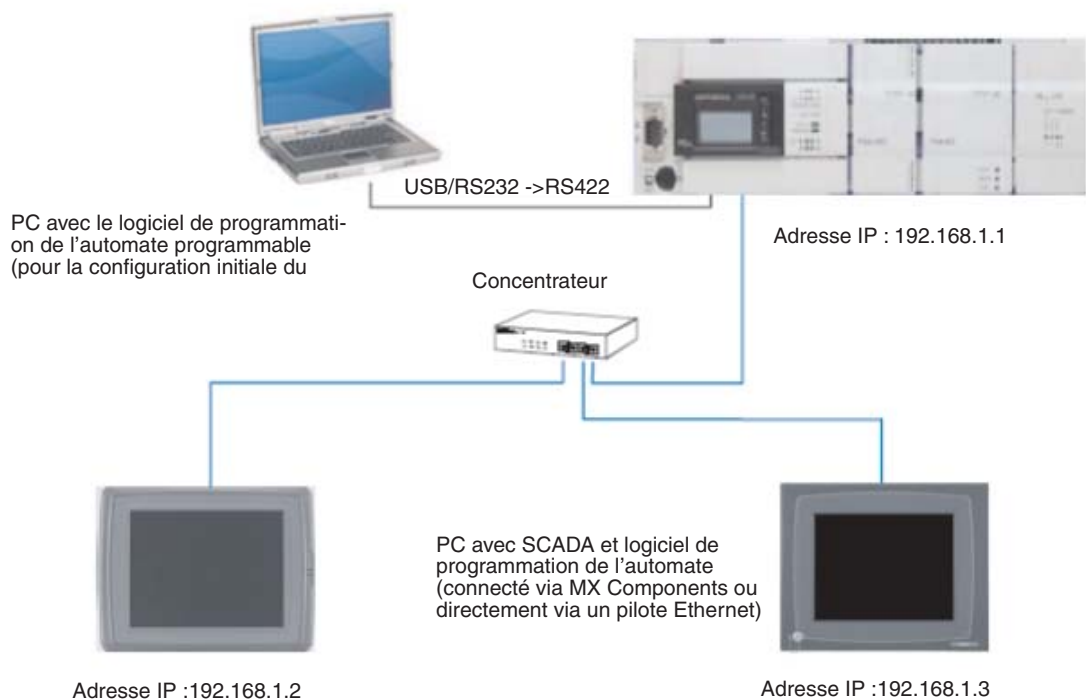 USB/RS232 ->RS422
PC avec le logiciel de programmati-
on de l'automate programmable
(pour la configuration initiale du
Adresse IP : 192.168.1.1
Concentrateur
PC avec SCADA et logiciel de
programmation de l'automate
(connecté via MX Components ou
directement via un pilote Ethernet)
Adresse IP :192.168.1.2
Adresse IP :192.168.1.3